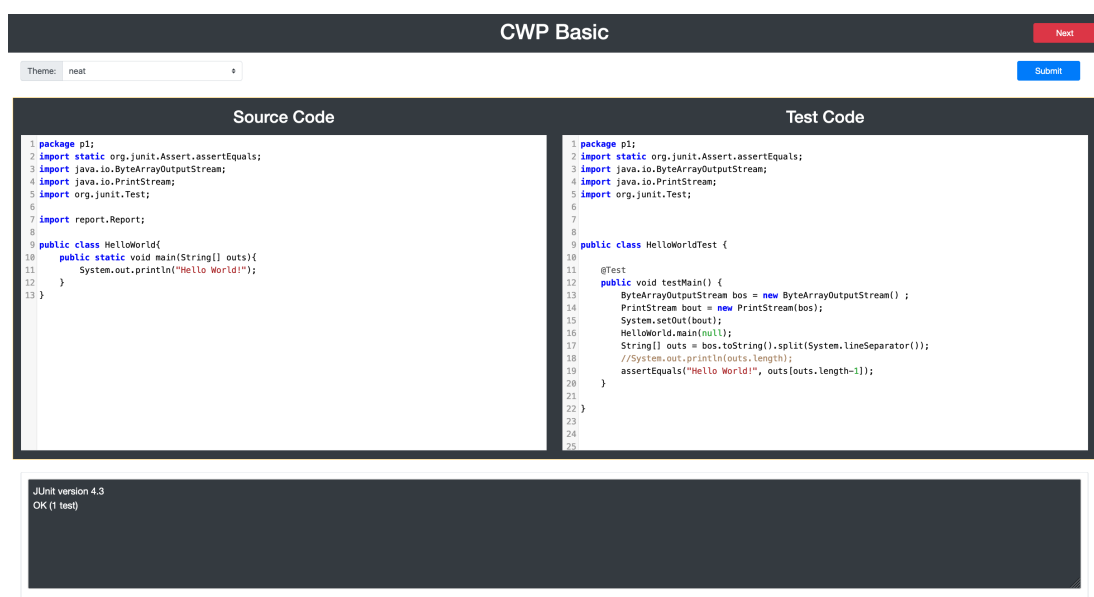 CWP Basic
Next
Theme: neat
Submit
Source Code
1 package p1;
2 import static org.junit.Assert.assertEquals;
3 import java.io.ByteArrayOutputStream;
4 import java.io.PrintStream;
5 import org.junit.Test;
6
7 import report.Report;
8
9 public class HelloWorld{
10     public static void main(String[] outs){
11         System.out.println("Hello World!");
12     }
13 }
Test Code
1 package p1;
2 import static org.junit.Assert.assertEquals;
3 import java.io.ByteArrayOutputStream;
4 import java.io.PrintStream;
5 import org.junit.Test;
6
7
8
9 public class HelloWorldTest {
10
11     @Test
12     public void testMain() {
13         ByteArrayOutputStream bos = new ByteArrayOutputStream() ;
14         PrintStream bout = new PrintStream(bos);
15         System.setOut(bout);
16         HelloWorld.main(null);
17         String[] outs = bos.toString().split(System.lineSeparator());
18         //System.out.println(outs.length);
19         assertEquals("Hello World!", outs[outs.length-1]);
20     }
21
22 }
23
24
25
JUnit version 4.3
OK (1 test)